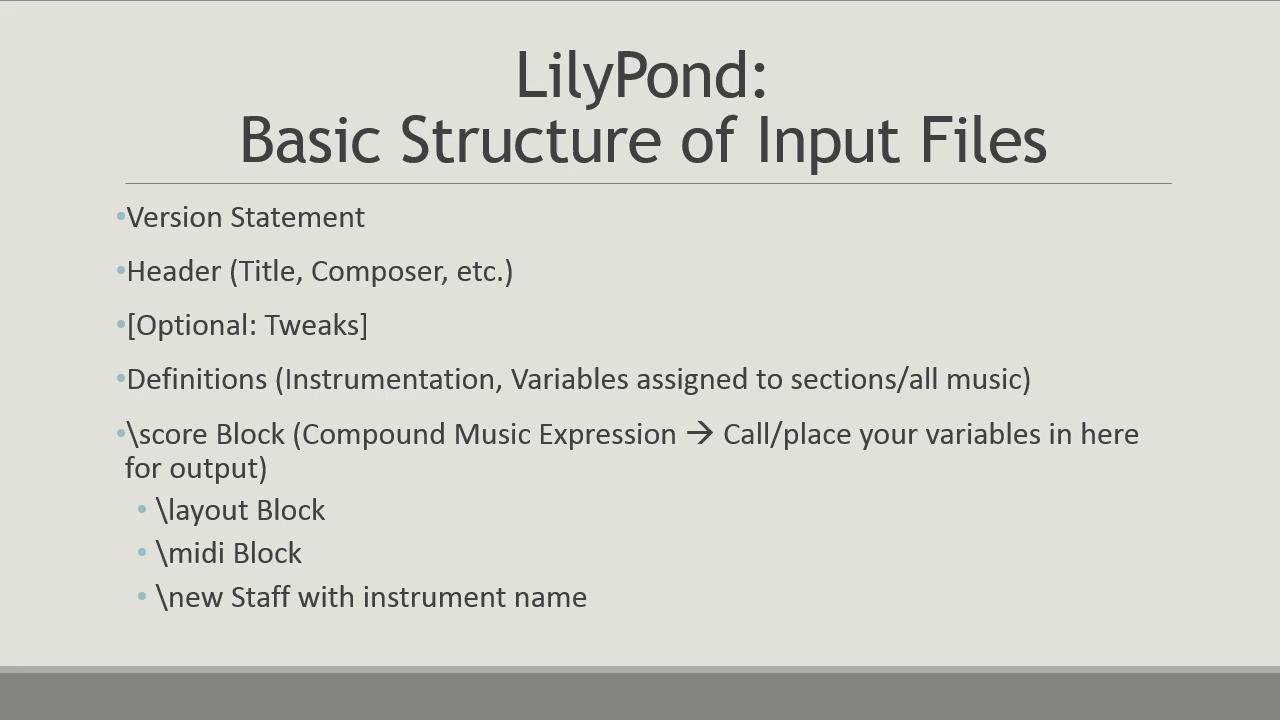 LilyPond:
Basic Structure of Input Files
•Version Statement
•Header (Title, Composer, etc.)
•[Optional: Tweaks]
•Definitions (Instrumentation, Variables assigned to sections/all music)
•\score Block (Compound Music Expression → Call/place your variables in here
for output)
• \layout Block
• \midi Block
• \new Staff with instrument name